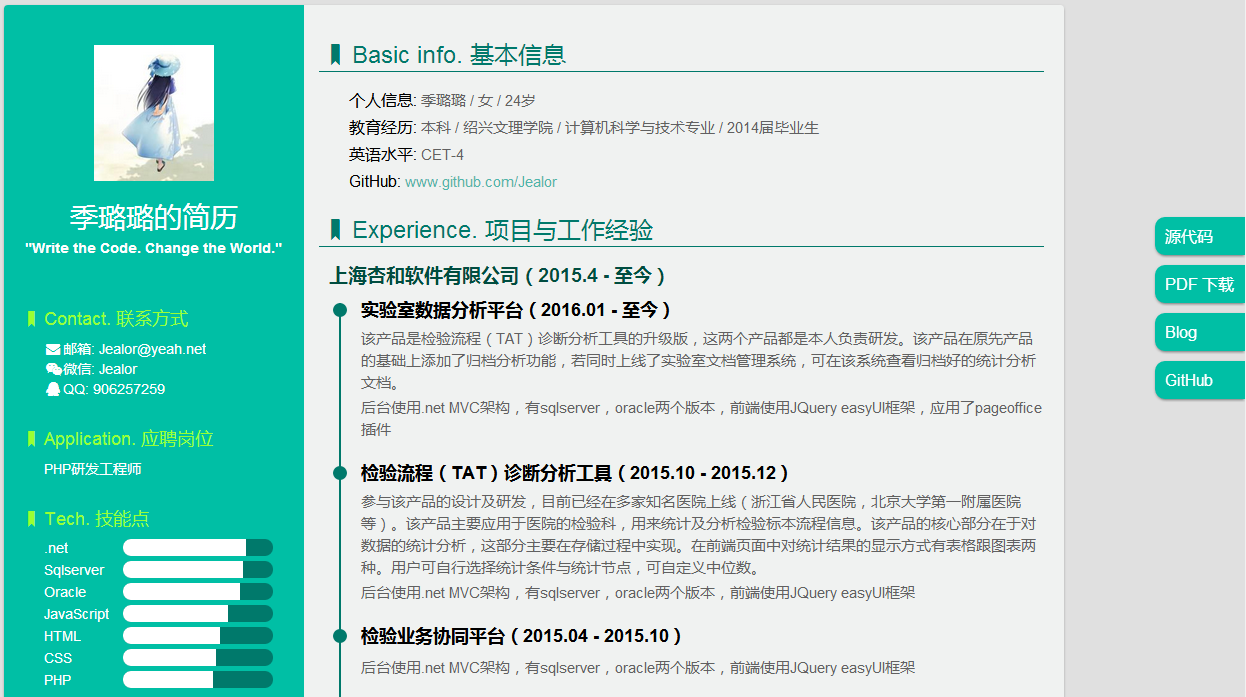 季璐璐的简历
"Write the Code. Change the World."
Contact. 联系方式
邮箱: Jealor@yeah.net
微信: Jealor
QQ: 906257259
Application. 应聘岗位
PHP研发工程师
Tech. 技能点
.net
Sqlserver
Oracle
JavaScript
HTML
CSS
PHP
Basic info. 基本信息
个人信息: 季璐璐 / 女 / 24岁
教育经历: 本科 / 绍兴文理学院 / 计算机科学与技术专业 / 2014届毕业生
英语水平: CET-4
GitHub: www.github.com/Jealor
Experience. 项目与工作经验
上海杏和软件有限公司（2015.4 - 至今）
实验室数据分析平台（2016.01 - 至今）
该产品是检验流程（TAT）诊断分析工具的升级版，这两个产品都是本人负责研发。该产品在原先产品
的基础上添加了归档分析功能，若同时上线了实验室文档管理系统，可在该系统查看归档好的统计分析
文档。
后台使用.net MVC架构，有sqlserver，oracle两个版本，前端使用JQuery easyUI框架，应用了pageoffice
插件
检验流程（TAT）诊断分析工具（2015.10 - 2015.12）
参与该产品的设计及研发，目前已经在多家知名医院上线（浙江省人民医院，北京大学第一附属医院
等）。该产品主要应用于医院的检验科，用来统计及分析检验标本流程信息。该产品的核心部分在于对
数据的统计分析，这部分主要在存储过程中实现。在前端页面中对统计结果的显示方式有表格跟图表两
种。用户可自行选择统计条件与统计节点，可自定义中位数。
后台使用.net MVC架构，有sqlserver，oracle两个版本，前端使用JQuery easyUI框架
检验业务协同平台（2015.04 - 2015.10）
后台使用.net MVC架构，有sqlserver，oracle两个版本，前端使用JQuery easyUI框架
源代码
PDF 下载
Blog
GitHub